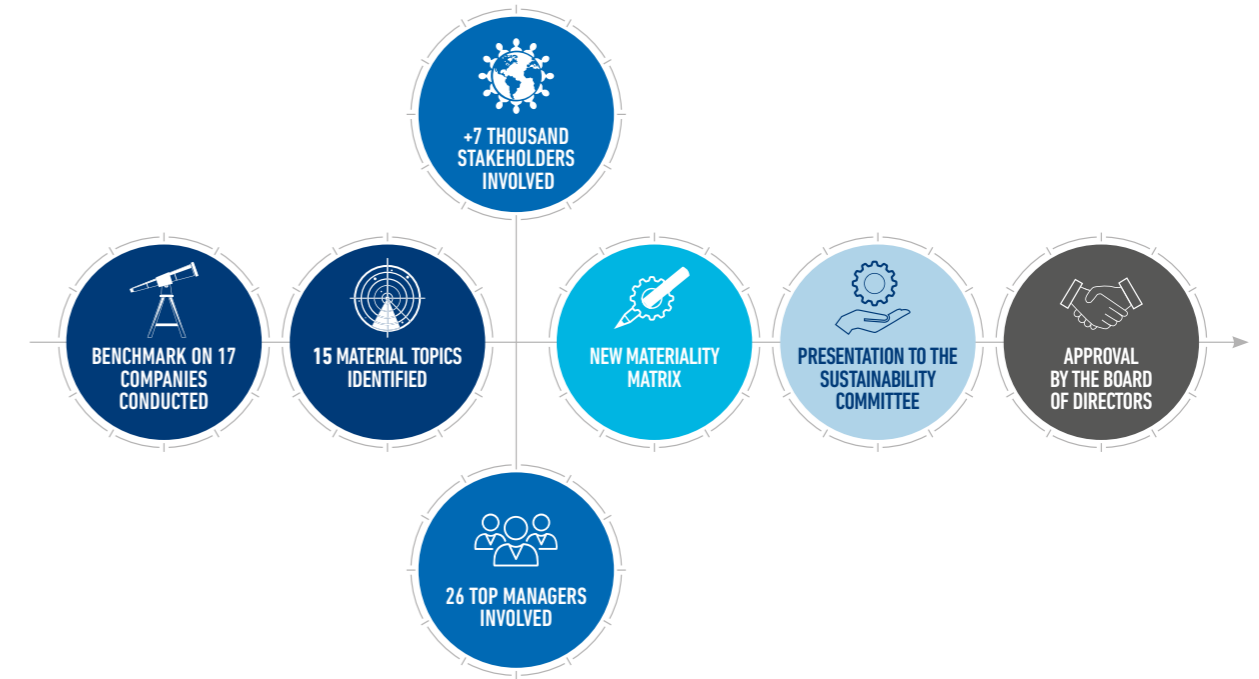 +7 THOUSAND
STAKEHOLDERS
INVOLVED
BENCHMARK ON 17
COMPANIES
CONDUCTED
15 MATERIAL TOPICS
IDENTIFIED
NEW MATERIALITY
MATRIX
PRESENTATION TO THE
SUSTAINABILITY
COMMITTEE
APPROVAL
BY THE BOARD
OF DIRECTORS
26 TOP MANAGERS
INVOLVED